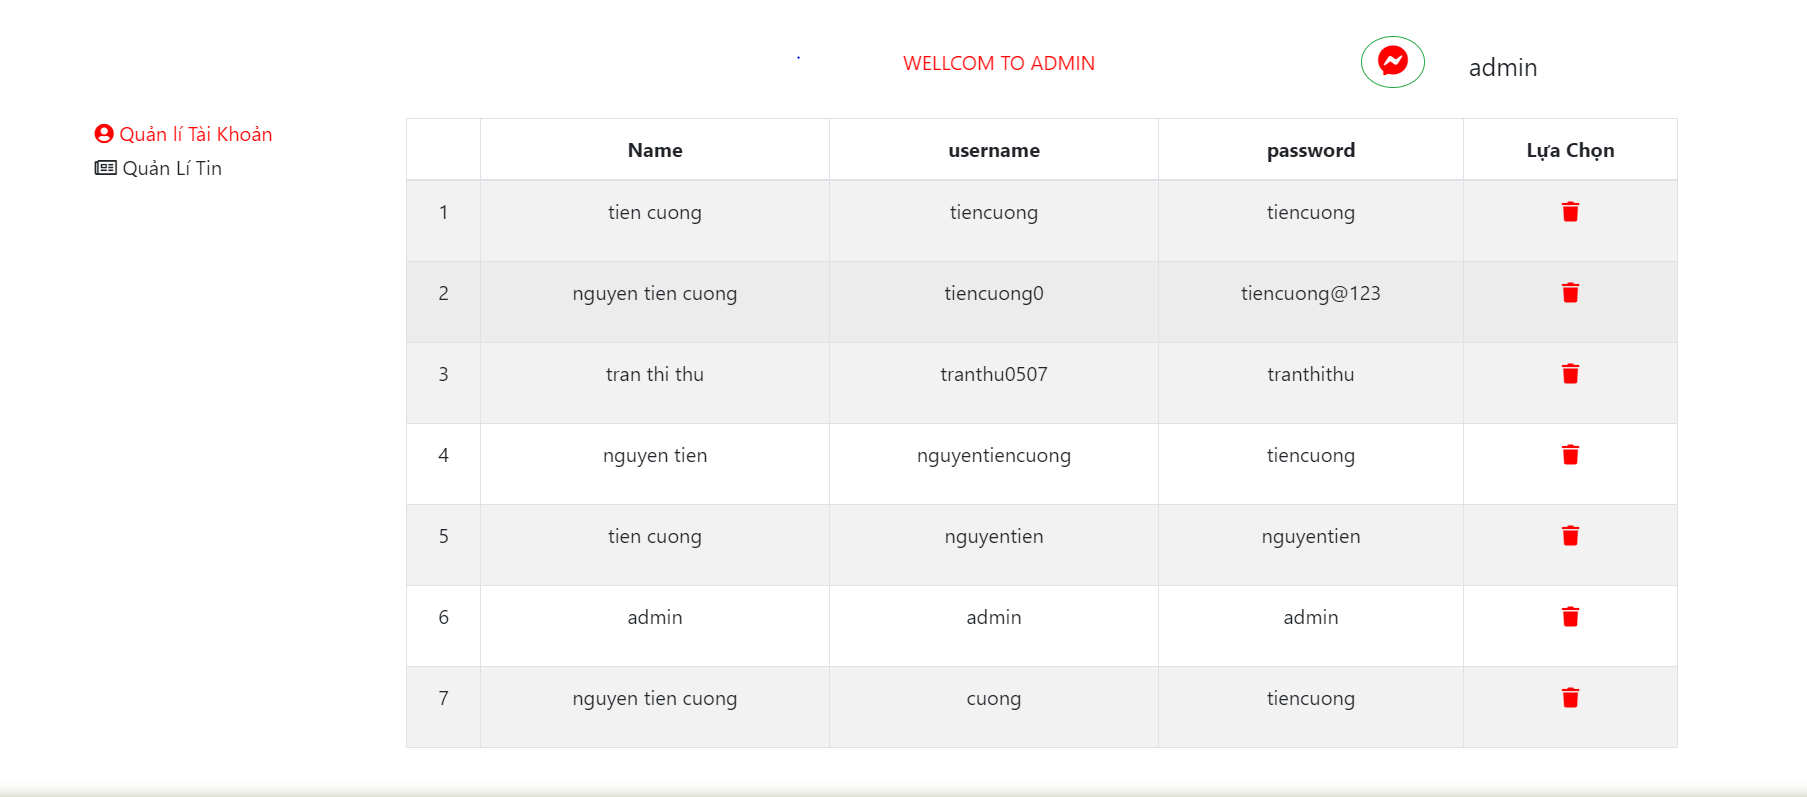 WELLCOM TO ADMIN
admin
Quản lí Tài Khoản
Quản Lí Tin
Name username password Lựa Chọn
1 tien cuong tiencuong tiencuong
2 nguyen tien cuong tiencuong0 tiencuong@123
3 tran thi thu tranthu0507 tranthithu
4 nguyen tien nguyentiencuong tiencuong
5 tien cuong nguyentien nguyentien
6 admin admin admin
7 nguyen tien cuong cuong tiencuong